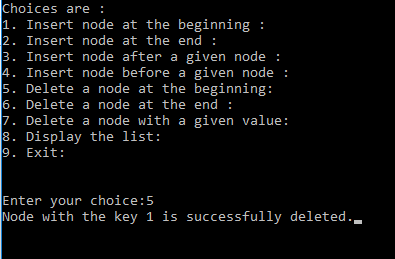 Choices are :
1. Insert node at the beginning :
2. Insert node at the end :
3. Insert node after a given node :
4. Insert node before a given node :
5. Delete a node at the beginning:
6. Delete a node at the end :
7. Delete a node with a given value:
8. Display the list:
9. Exit:
Enter your choice:5
Node with the key 1 is successfully deleted.